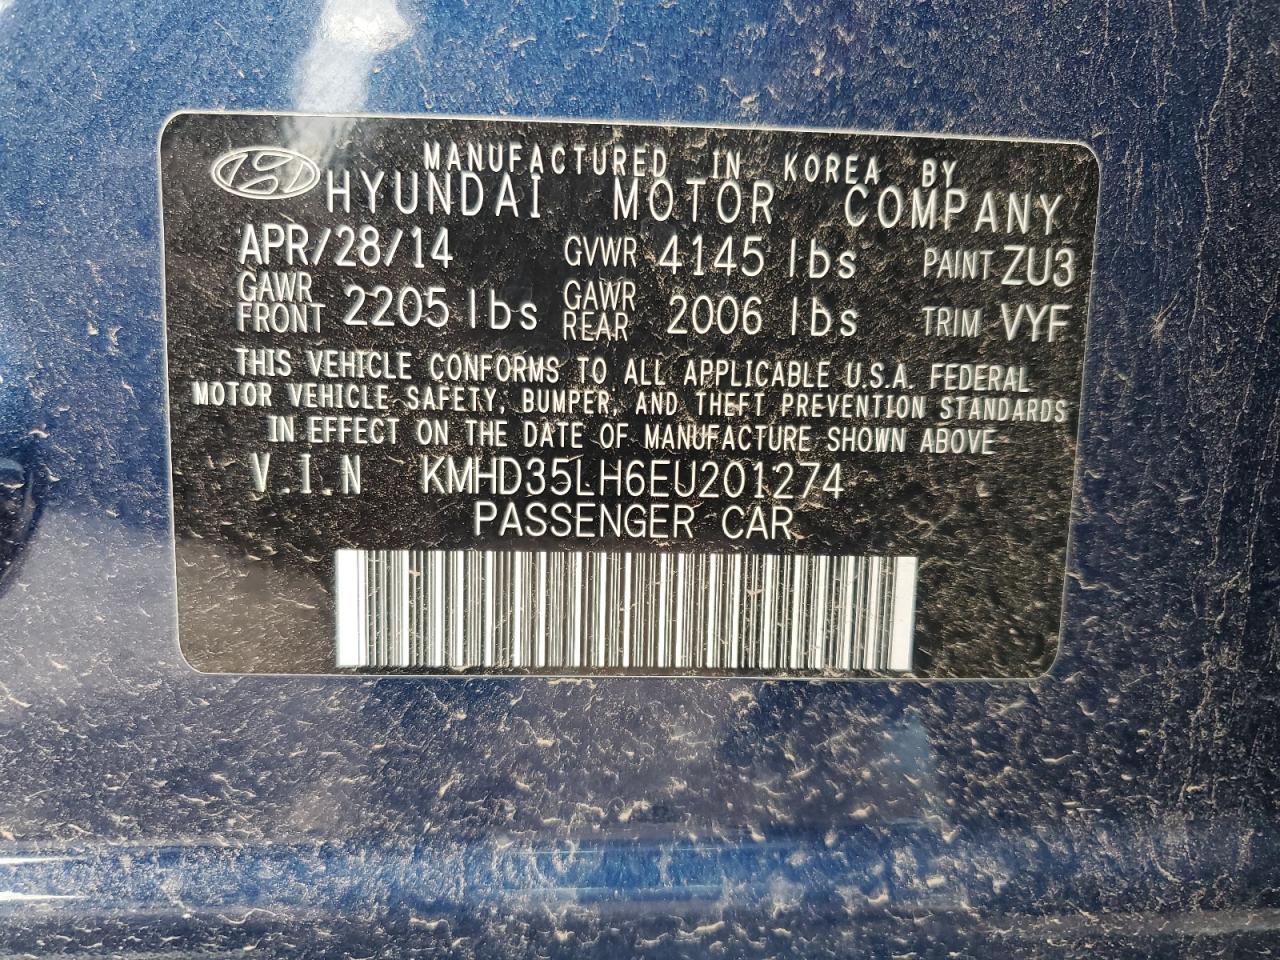 MANUFACTURED IN KOREA BY
HYUNDAI MOTOR COMPANY
APR/28/14 GVWR 4145 lbs PAINT ZU3
GAWR FRONT 2205 lbs GAWR REAR 2006 lbs TRIM VYF
THIS VEHICLE CONFORMS TO ALL APPLICABLE U.S.A. FEDERAL
MOTOR VEHICLE SAFETY, BUMPER, AND THEFT PREVENTION STANDARDS
IN EFFECT ON THE DATE OF MANUFACTURE SHOWN ABOVE
V.I.N KMHD35LH6EU201274
PASSENGER CAR